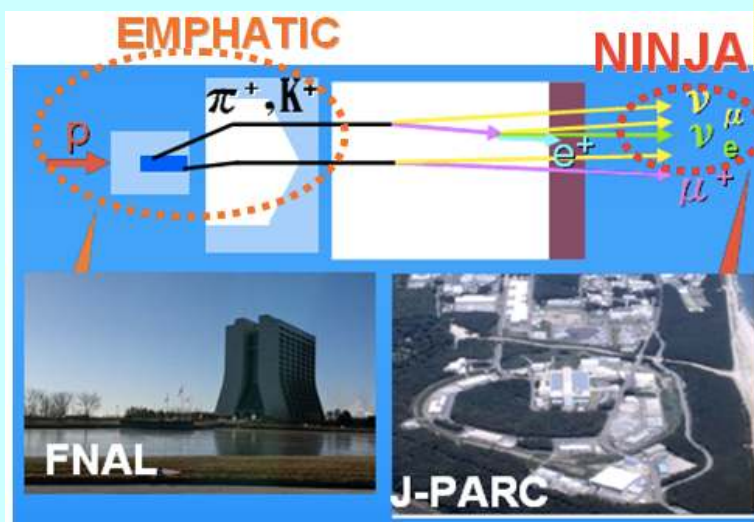 EMPHATIC
NINJA
π⁺,K⁺
p
ν μ
ν e
e⁺
μ⁺
FNAL
J-PARC